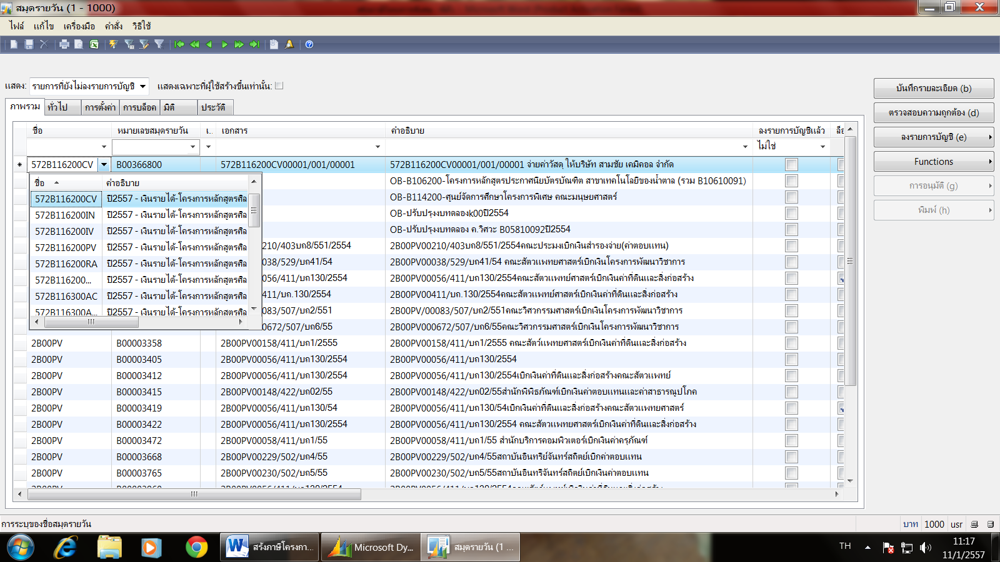 สมุดรายวัน (1 - 1000)
ไฟล์ แก้ไข เครื่องมือ คำสั่ง วิธีใช้
แสดง: รายการที่ยังไม่ลงรายการบัญชี แสดงเฉพาะที่ผู้ใช้สร้างขึ้นเท่านั้น:
ภาพรวม ทั่วไป การตั้งค่า การบล็อค มิติ ประวัติ
ชื่อ หมายเลขสมุดรายวัน เ.. เอกสาร คำอธิบาย ลงรายการบัญชีแล้ว ล็อ
ไม่ใช่
572B116200CV B00366800 572B116200CV00001/001/00001 572B116200CV00001/001/00001 จ่ายค่าวัสดุ ให้บริษัท สามชัย เคมิคอล จำกัด
ชื่อ คำอธิบาย
572B116200CV ปี2557 - เงินรายได้-โครงการหลักสูตรศิล
572B116200IN ปี2557 - เงินรายได้-โครงการหลักสูตรศิล
572B116200IV ปี2557 - เงินรายได้-โครงการหลักสูตรศิล
572B116200PV ปี2557 - เงินรายได้-โครงการหลักสูตรศิล
572B116200RA ปี2557 - เงินรายได้-โครงการหลักสูตรศิล
572B116200... ปี2557 - เงินรายได้-โครงการหลักสูตรศิล
572B116300AC ปี2557 - เงินรายได้-โครงการหลักสูตรศิล
572B116300A... ปี2557 - เงินรายได้-โครงการหลักสูตรศิล
OB-B106200-โครงการหลักสูตรประกาศนียบัตรบัณฑิต สาขาเทคโนโลยีของน้ำตาล (รวม B10610091)
OB-B114200-ศูนย์จัดการศึกษาโครงการพิเศษ คณะมนุษยศาสตร์
OB-ปรับปรุงงบทดลองk00ปี2554
OB-ปรับปรุงงบทดลอง ค.วิศวะ B05810092ปี2554
210/403บถ8/551/2554 2B00PV00210/403บถ8/551/2554คณะประมงเบิกเงินสำรองจ่าย(ค่าตอบแทน)
038/529/บถ41/54 2B00PV00038/529/บถ41/54 คณะสัตวแพทยศาสตร์เบิกเงินโครงการพัฒนาวิชาการ
056/411/บถ130/2554 2B00PV00056/411/บถ130/2554คณะสัตวแพทย์ศาสตร์เบิกเงินค่าที่ดินและสิ่งก่อสร้าง
411/บถ.130/2554 2B00PV00411/บถ.130/2554คณะสัตวแพทย์ศาสตร์เบิกเงินค่าที่ดินและสิ่งก่อสร้าง
083/507/บถ2/551 2B00PV/00083/507/บถ2/551คณะวิศวกรรมศาสตร์เบิกเงินโครงการพัฒนาวิชาการ
00672/507/บถ6/55 2B00PV000672/507/บถ6/55คณะวิศวกรรมศาสตร์เบิกเงินโครงการพัฒนาวิชาการ
2B00PV B00003358 2B00PV00158/411/บถ1/2555 2B00PV00158/411/บถ1/2555 คณะสัตว์แพทยศาสตร์เบิกเงินค่าที่ดินและสิ่งก่อสร้าง
2B00PV B00003405 2B00PV00056/411/บถ130/2554 2B00PV00056/411/บถ130/2554
2B00PV B00003412 2B00PV00056/411/บถ130/2554 2B00PV00056/411/บถ130/2554เบิกเงินค่าที่ดินและสิ่งก่อสร้างคณะสัตวแพทย์
2B00PV B00003415 2B00PV00148/422/บถ02/55 2B00PV00148/422/บถ02/55สำนักพิพิธภัณฑ์เบิกเงินค่าตอบแทนและค่าสาธารณูปโภค
2B00PV B00003419 2B00PV00056/411/บถ130/54 2B00PV00056/411/บถ130/54เบิกเงินค่าที่ดินและสิ่งก่อสร้างคณะสัตวแพทยศาสตร์
2B00PV B00003422 2B00PV00056/411/บถ130/2554 2B00PV00056/411/บถ130/2554 คณะสัตวแพทยศาสตร์เบิกเงินค่าที่ดินและสิ่งก่อสร้าง
2B00PV B00003472 2B00PV00058/411/บถ1/55 2B00PV00058/411/บถ1/55 สำนักบริการคอมพิวเตอร์เบิกเงินค่าครุภัณฑ์
2B00PV B00003668 2B00PV00229/502/บถ4/55 2B00PV00229/502/บถ4/55สถาบันอินทรีย์จันทร์สถิตย์เบิกค่าตอบแทน
2B00PV B00003765 2B00PV00230/502/บถ5/55 2B00PV00230/502/บถ5/55สถาบันอินทรีจันทร์สถิตย์เบิกเงินค่าตอบแทน
บันทึกรายละเอียด (b)
ตรวจสอบความถูกต้อง (d)
ลงรายการบัญชี (e)
Functions
การอนุมัติ (g)
พิมพ์ (h)
การระบุของชื่อสมุดรายวัน บาท 1000 usr
สร้งภาษีโครงกา... Microsoft Dy... สมุดรายวัน (1 ... TH 11:17
11/1/2557